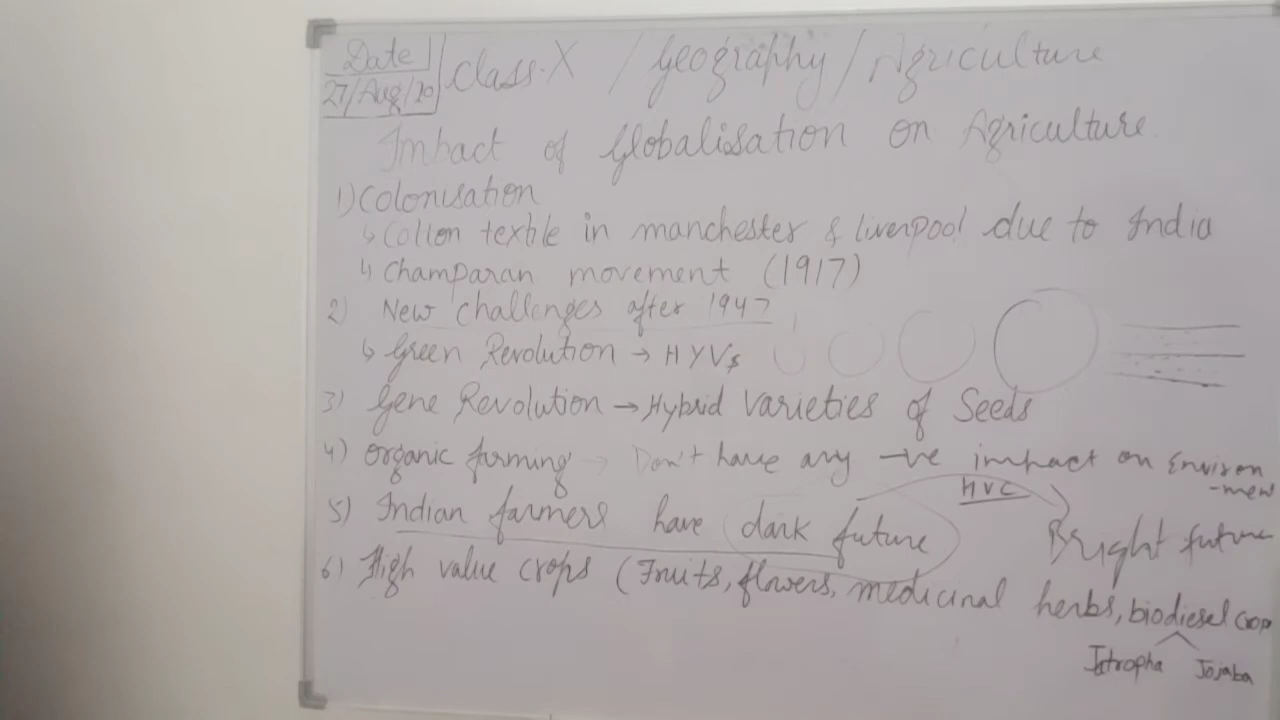 Date
27/Aug/20
Class-X / Geography / Agriculture
Impact of Globalisation on Agriculture
1) Colonisation
↳ Cotton textile in manchester & liverpool due to India
↳ Champaran movement (1917)
2) New challenges after 1947
↳ Green Revolution → HYVs
3) Gene Revolution → Hybrid varieties of Seeds
4) Organic farming → Don't have any -ve impact on Environ
-men
HVC
5) Indian farmers have dark future Bright future
6) High value crops (Fruits, flowers, medicinal herbs, biodiesel crop
Jatropha Jojaba